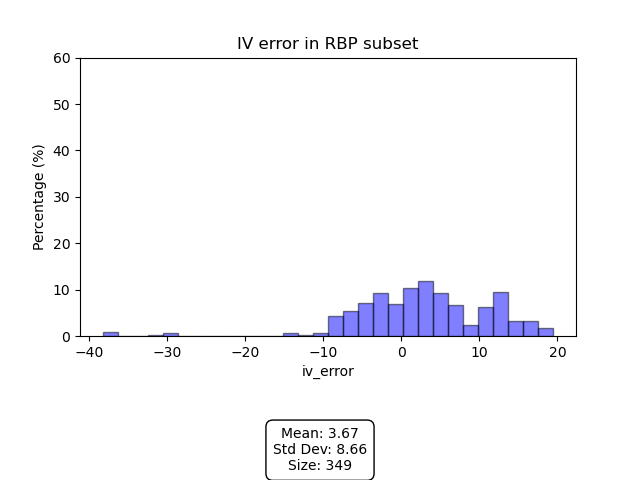 IV error in RBP subset
60
50
40
30
20
10
0
Percentage (%)
−40
−30
−20
−10
0
10
20
iv_error
Mean: 3.67
Std Dev: 8.66
Size: 349